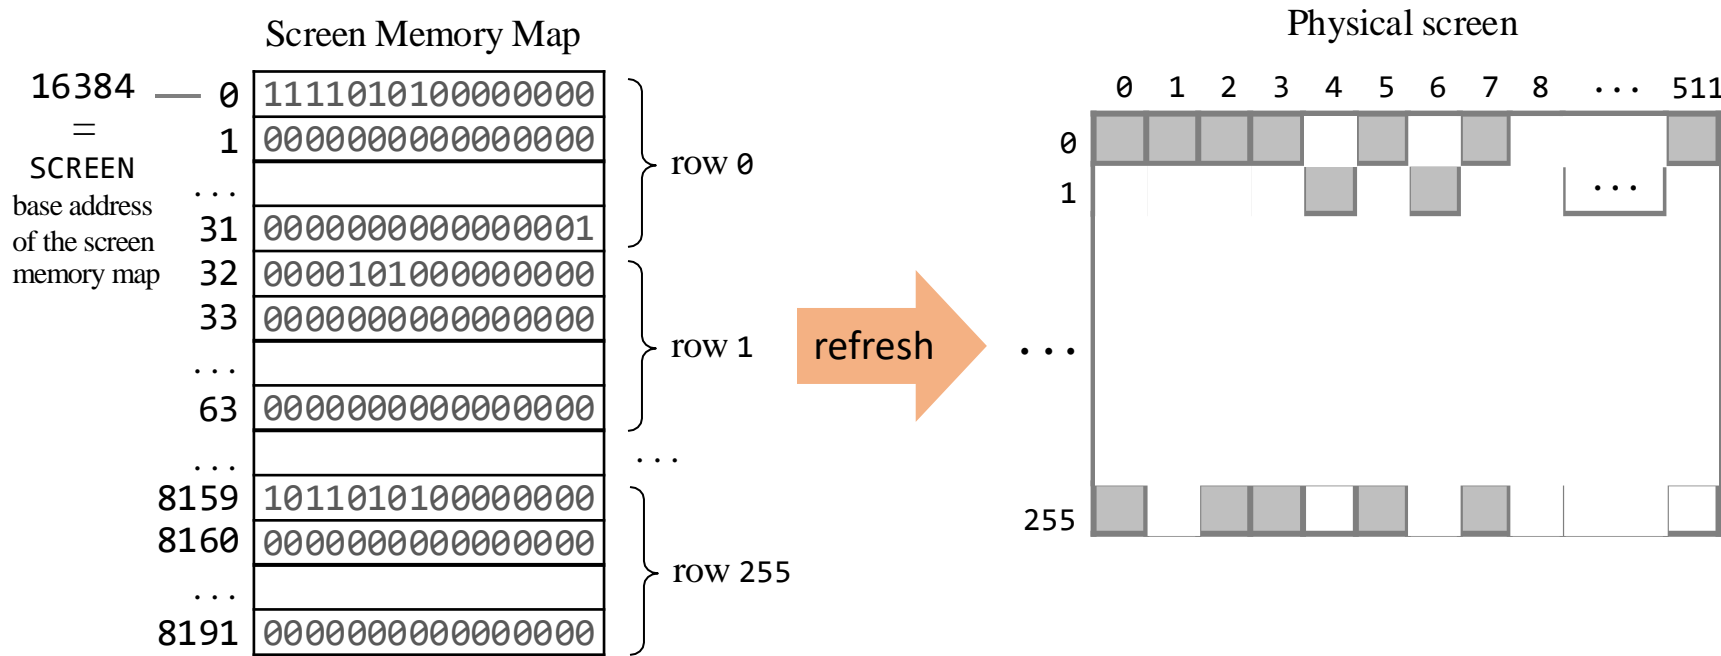 Screen Memory Map
16384
=
SCREEN
base address
of the screen
memory map
0 1111010100000000
1 0000000000000000
...
31 0000000000000001
row 0
32 0000101000000000
33 0000000000000000
...
63 0000000000000000
row 1
...
...
8159 1011010100000000
8160 0000000000000000
...
8191 0000000000000000
row 255
refresh
Physical screen
0 1 2 3 4 5 6 7 8 ... 511
0
1
...
...
255